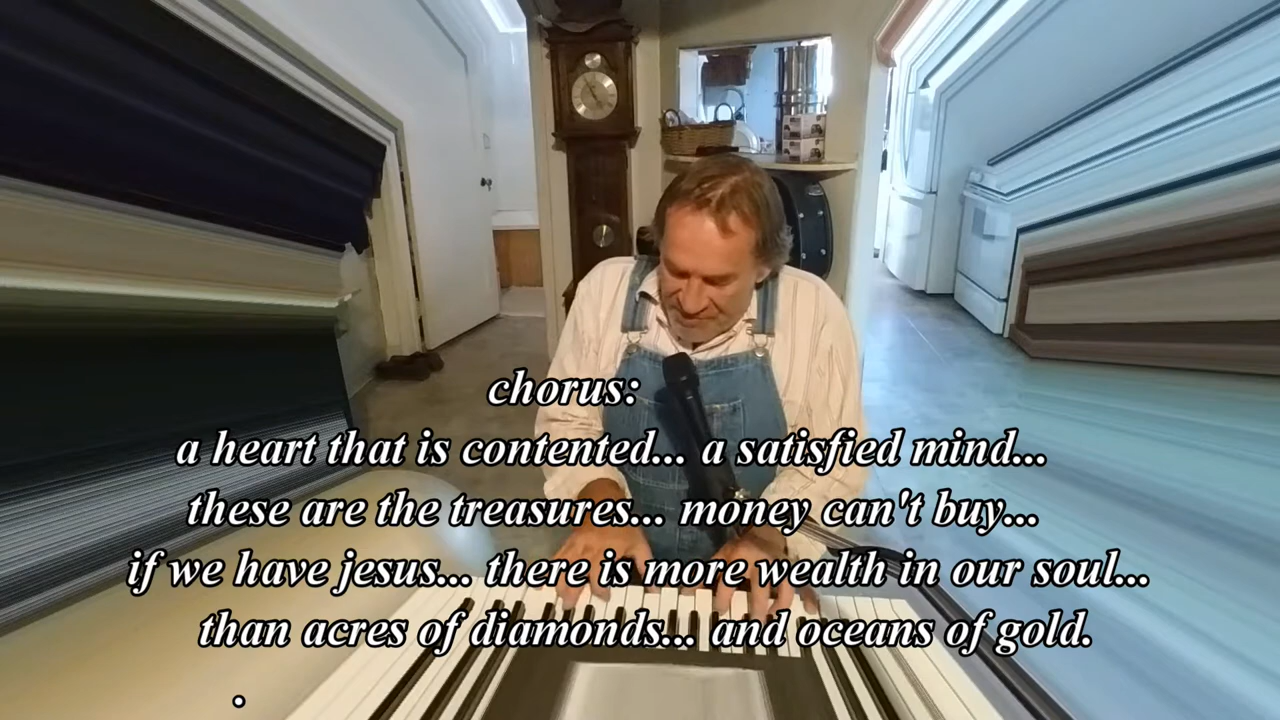 chorus:
a heart that is contented... a satisfied mind...
these are the treasures... money can't buy...
if we have jesus... there is more wealth in our soul...
than acres of diamonds... and oceans of gold.
.